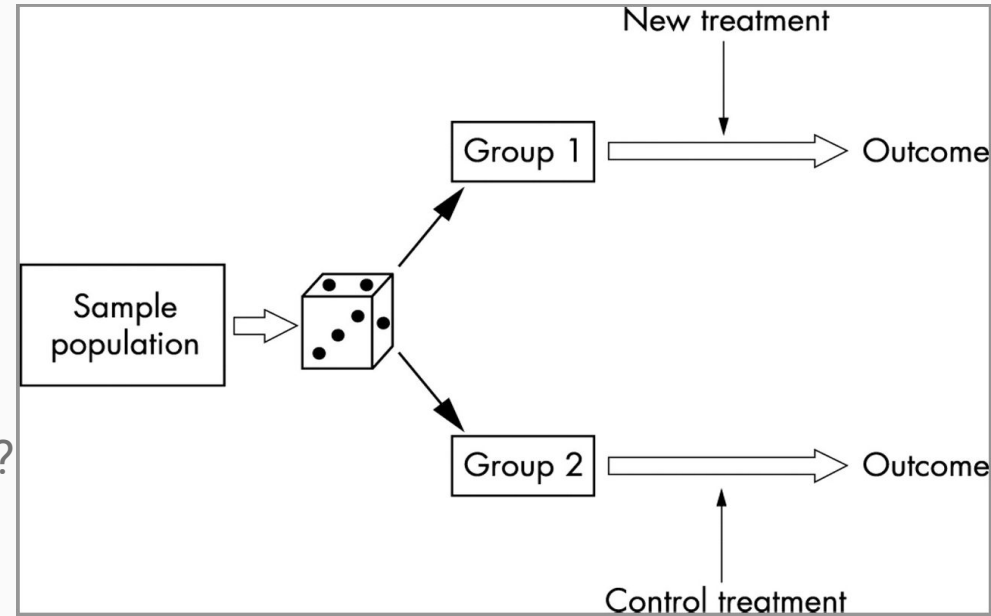 New treatment
Group 1
Outcome
Sample
population
?
Group 2
Outcome
Control treatment